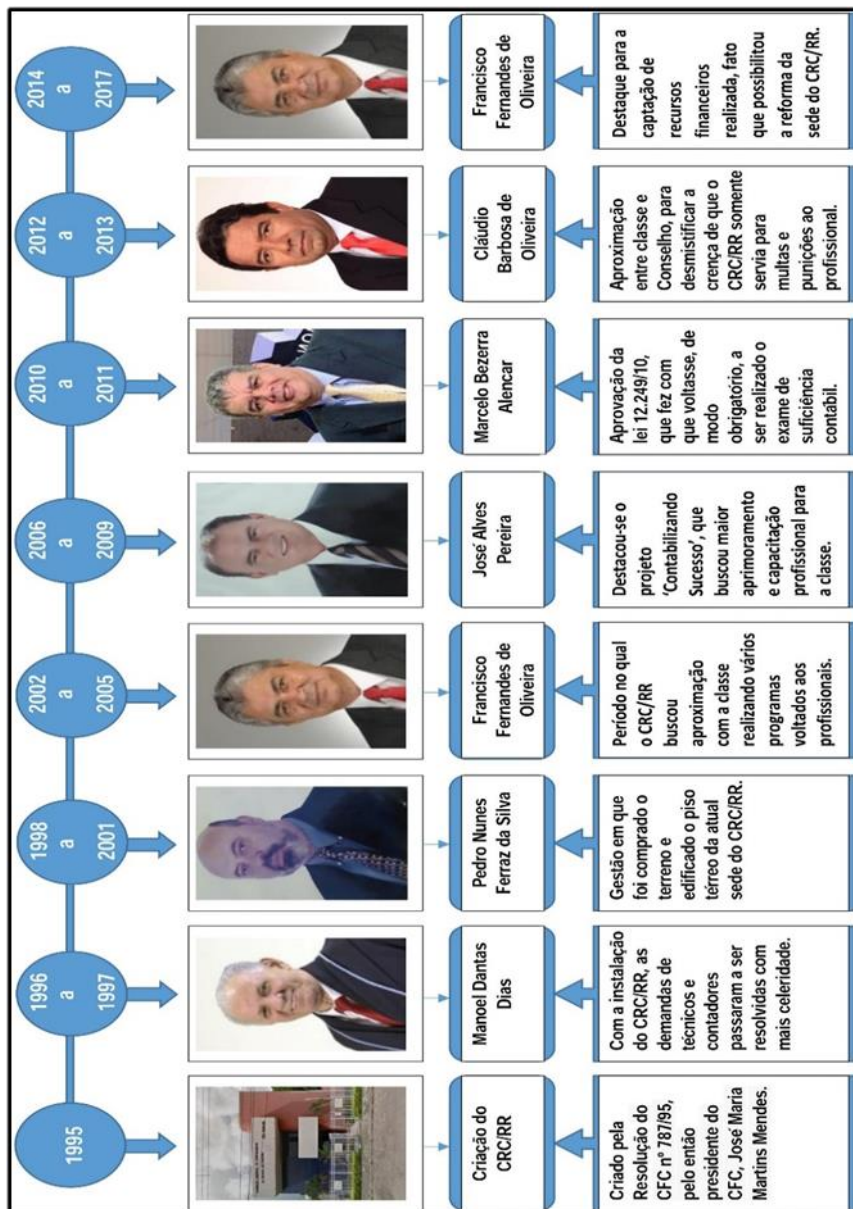 1995
Criação do
CRC/RR
Criado pela
Resolução do
CFC nº 787/95,
pelo então
presidente do
CFC, José Maria
Martins Mendes.
1996
a
1997
Manoel Dantas
Dias
Com a instalação
do CRC/RR, as
demandas de
técnicos e
contadores
passaram a ser
resolvidas com
mais celeridade.
1998
a
2001
Pedro Nunes
Ferraz da Silva
Gestão em que
foi comprado o
terreno e
edificado o piso
térreo da atual
sede do CRC/RR.
2002
a
2005
Francisco
Fernandes de
Oliveira
Período no qual
o CRC/RR
buscou
aproximação
com a classe
realizando vários
programas
voltados aos
profissionais.
2006
a
2009
José Alves
Pereira
Destacou-se o
projeto
‘Contabilizando
Sucesso’, que
buscou maior
aprimoramento
e capacitação
profissional para
a classe.
2010
a
2011
Marcelo Bezerra
Alencar
Aprovação da
lei 12.249/10,
que fez com
que voltasse, de
modo
obrigatório, a
ser realizado o
exame de
suficiência
contábil.
2012
a
2013
Cláudio
Barbosa de
Oliveira
Aproximação
entre classe e
Conselho, para
desmistificar a
crença de que o
CRC/RR somente
servia para
multas e
punições ao
profissional.
2014
a
2017
Francisco
Fernandes de
Oliveira
Destaque para a
captação de
recursos
financeiros
realizada, fato
que possibilitou
a reforma da
sede do CRC/RR.